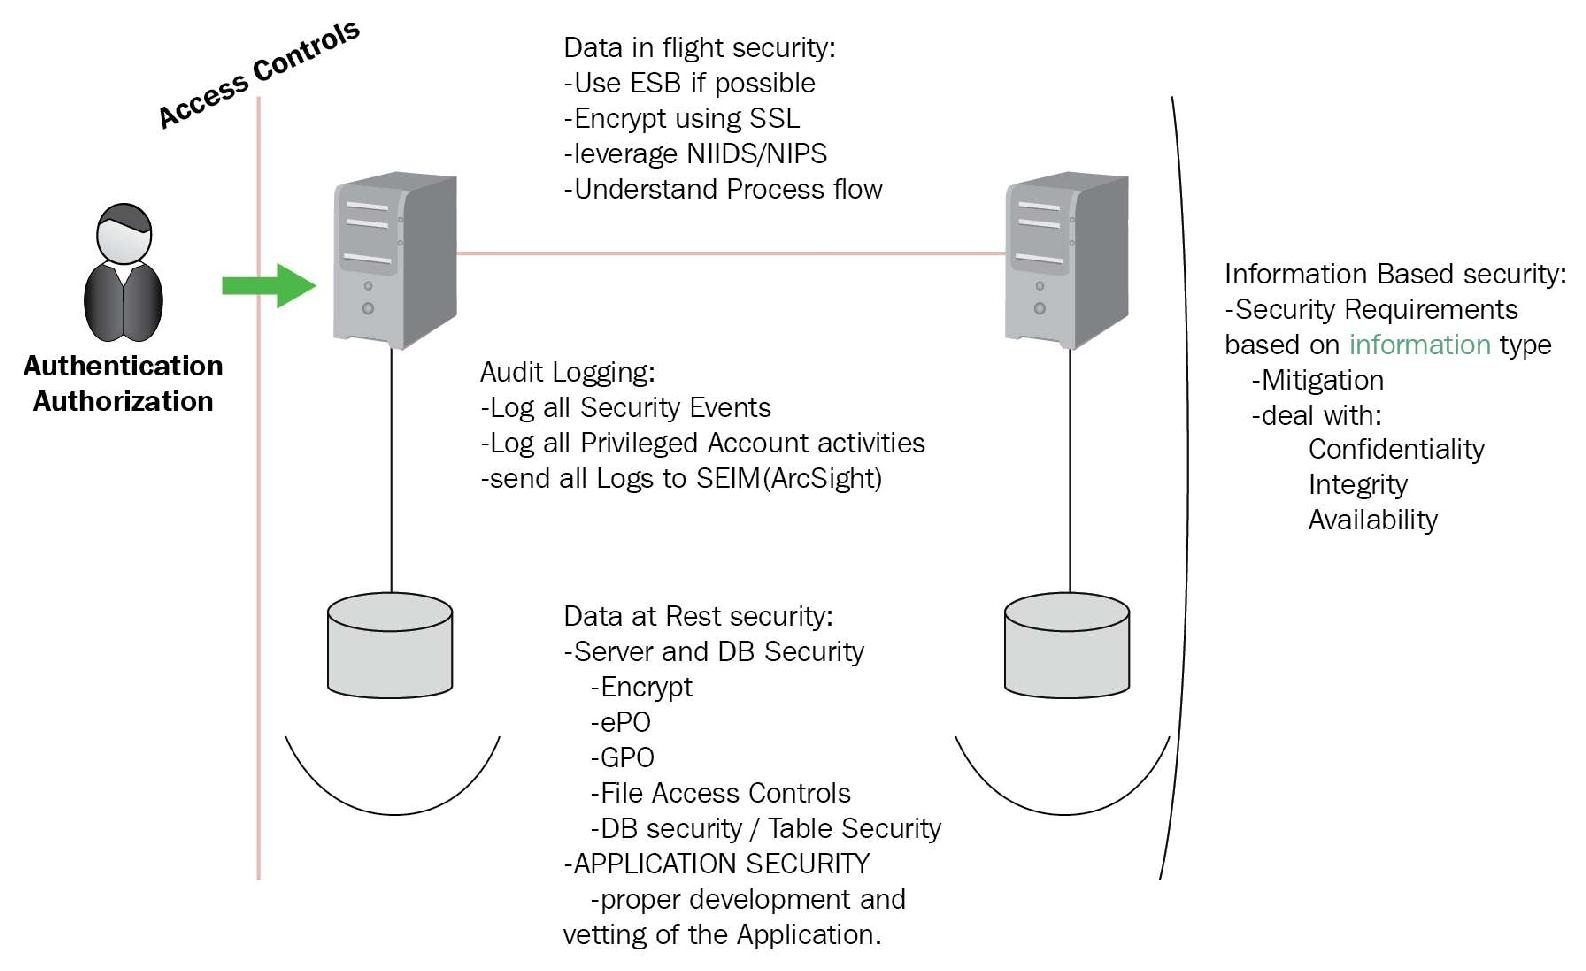 Access Controls
Data in flight security:
-Use ESB if possible
-Encrypt using SSL
-leverage NIIDS/NIPS
-Understand Process flow
Authentication
Authorization
Audit Logging:
-Log all Security Events
-Log all Privileged Account activities
-send all Logs to SEIM(ArcSight)
Information Based security:
-Security Requirements
based on information type
-Mitigation
-deal with:
Confidentiality
Integrity
Availability
Data at Rest security:
-Server and DB Security
-Encrypt
-ePO
-GPO
-File Access Controls
-DB security / Table Security
-APPLICATION SECURITY
-proper development and
vetting of the Application.